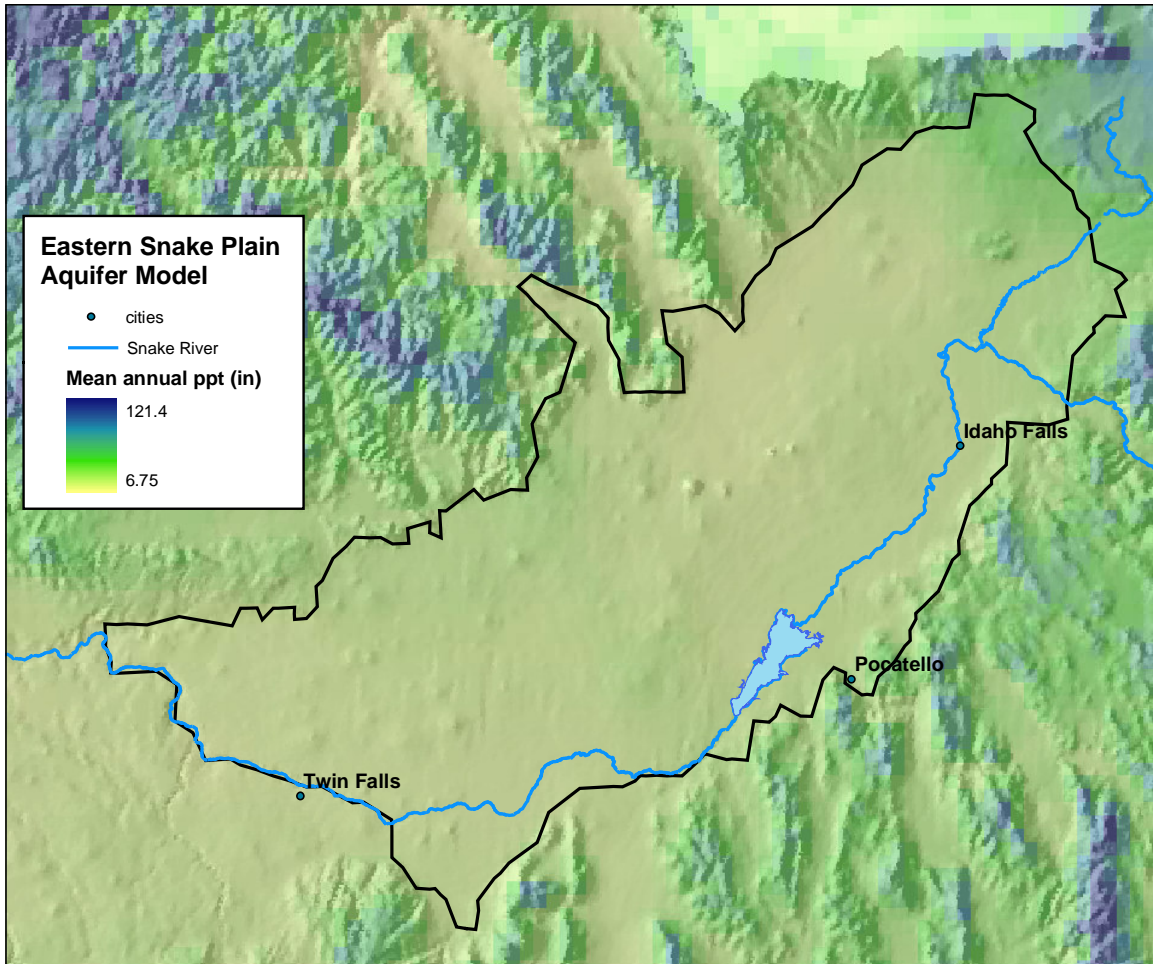 Eastern Snake Plain
Aquifer Model
cities
Snake River
Mean annual ppt (in)
121.4
6.75
Idaho Falls
Pocatello
Twin Falls